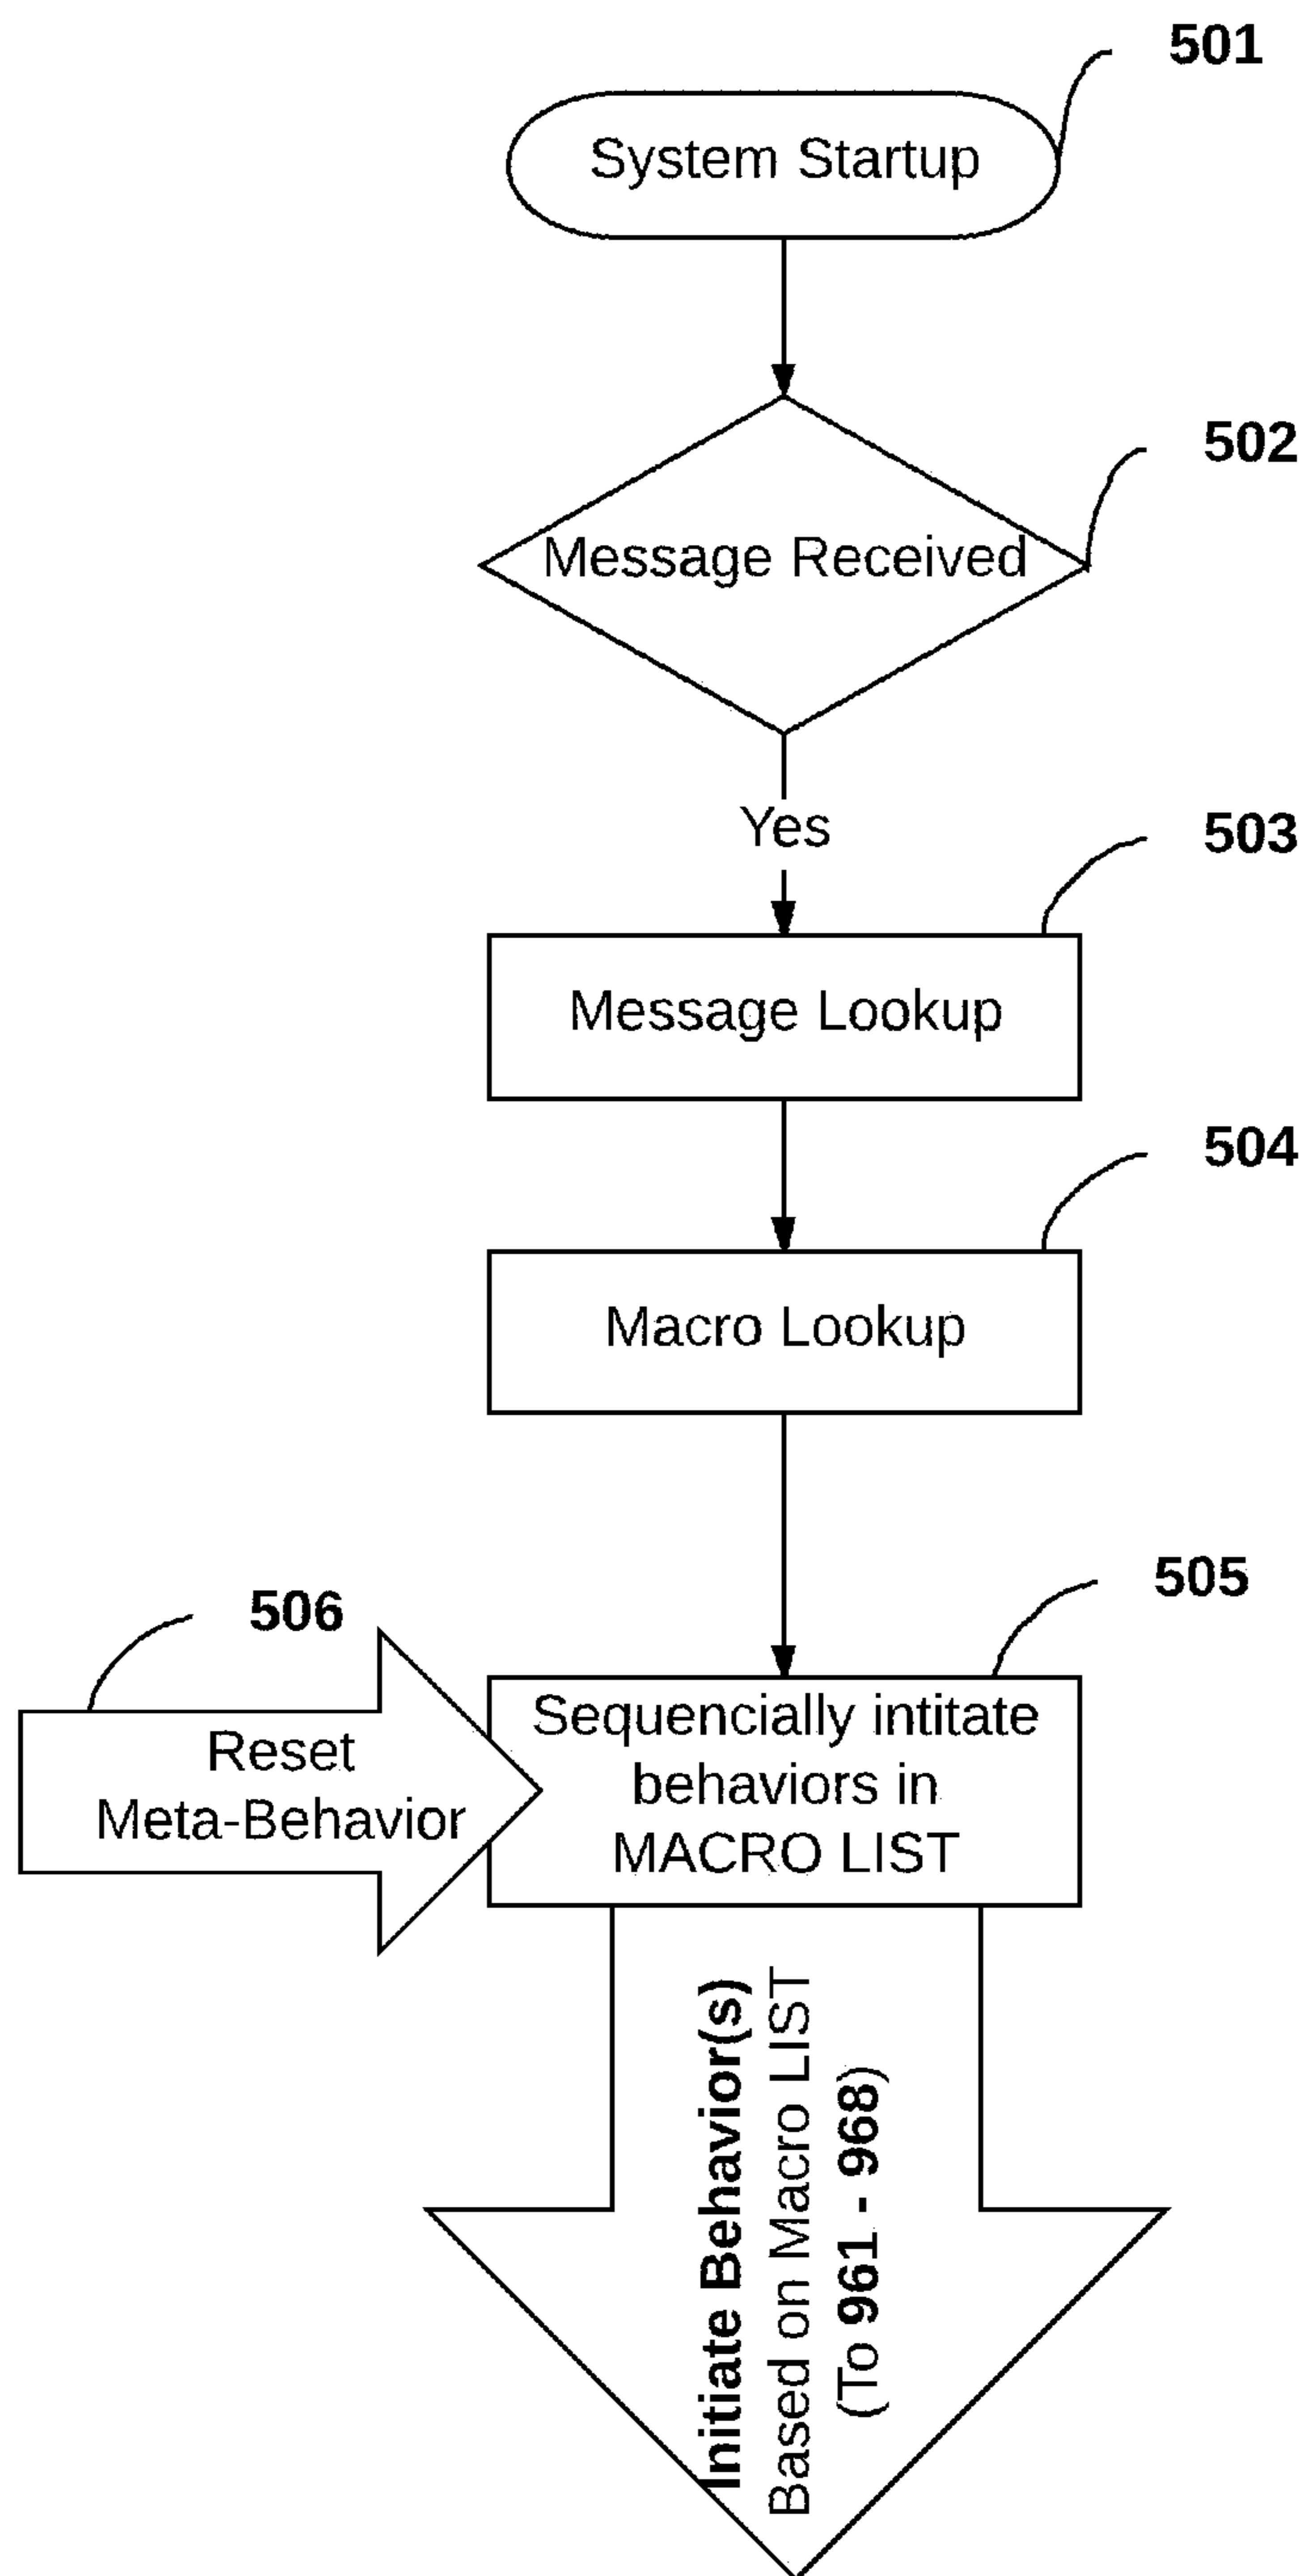 501
System Startup
502
Message Received
Yes
503
Message Lookup
504
Macro Lookup
505
506
Sequencially intitate
behaviors in
MACRO LIST
Reset
Meta-Behavior
Initiate Behavior(s)
Based on Macro LIST
(To 961 - 968)